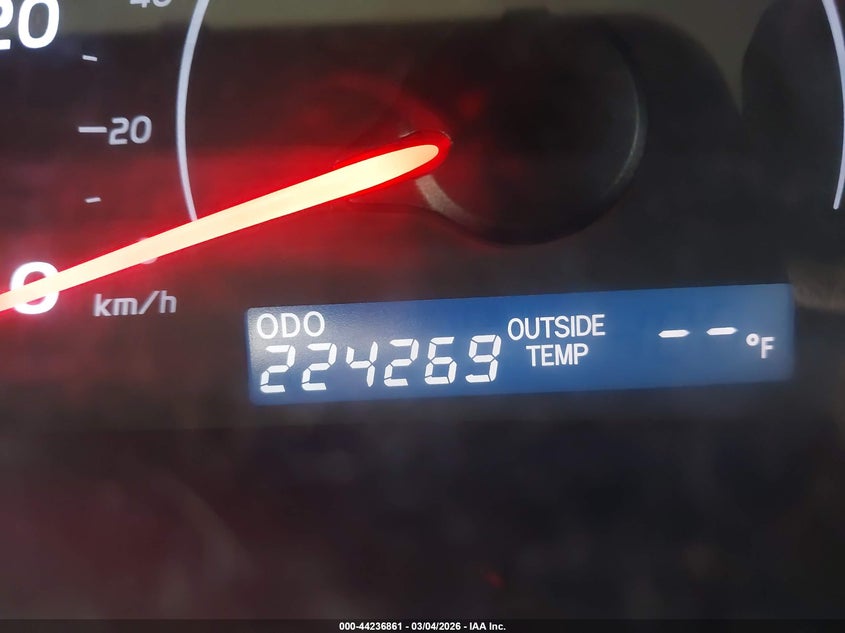 20
20
0
km/h
ODO
224269
OUTSIDE
TEMP
-- °F
000-44236861 - 03/04/2026 - IAA Inc.